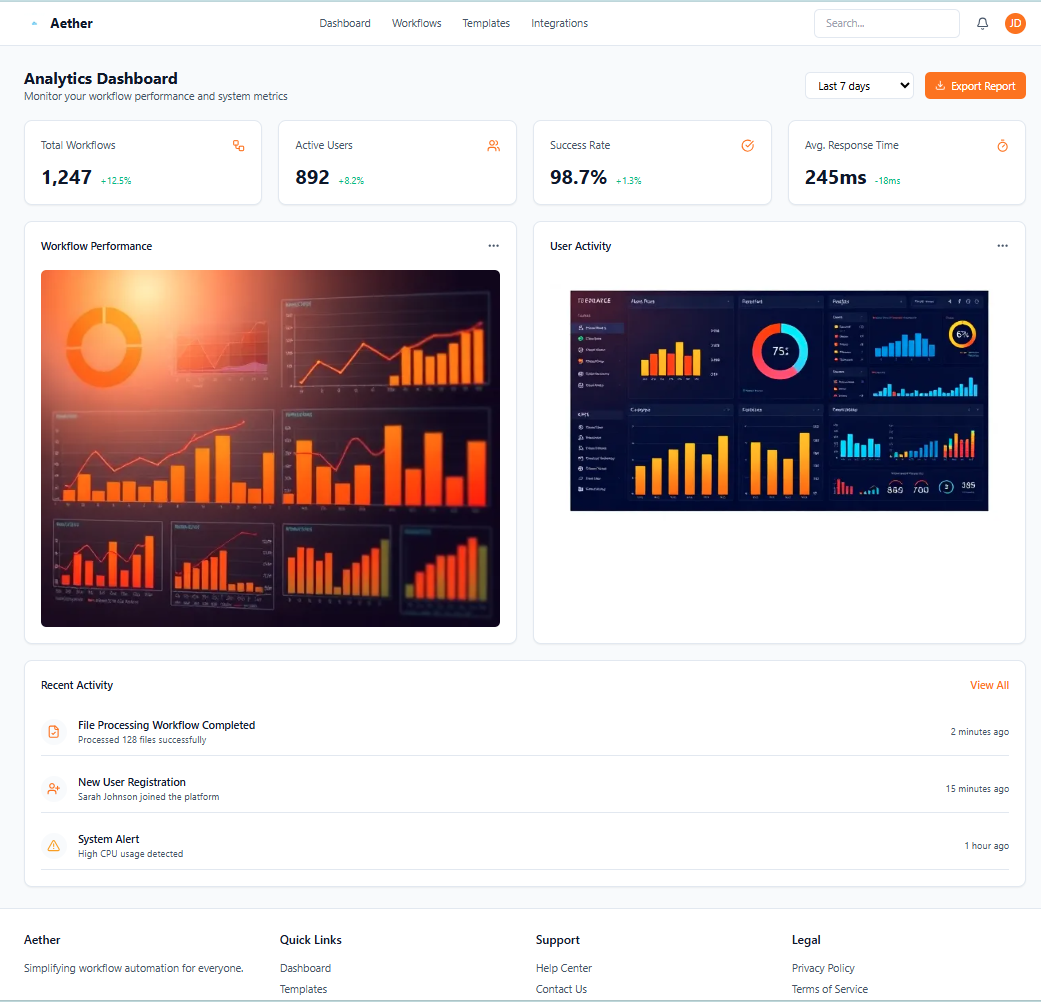 Aether
Dashboard Workflows Templates Integrations
Search...
JD
Analytics Dashboard
Monitor your workflow performance and system metrics
Last 7 days
Export Report
Total Workflows
1,247 +12.5%
Active Users
892 +8.2%
Success Rate
98.7% +1.3%
Avg. Response Time
245ms -18ms
Workflow Performance
User Activity
75%
Recent Activity
View All
File Processing Workflow Completed
Processed 128 files successfully
2 minutes ago
New User Registration
Sarah Johnson joined the platform
15 minutes ago
System Alert
High CPU usage detected
1 hour ago
Aether
Simplifying workflow automation for everyone.
Quick Links
Dashboard
Templates
Support
Help Center
Contact Us
Legal
Privacy Policy
Terms of Service